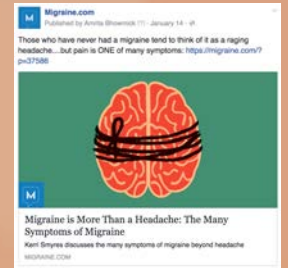 Migraine.com
Published by Amrita Bhowmick
January 14
Those who have never had a migraine tend to think of it as a raging
headache....but pain is ONE of many symptoms: https://migraine.com/?
p=37586
M
M
Migraine is More Than a Headache: The Many
Symptoms of Migraine
Kerri Smyres discusses the many symptoms of migraine beyond headache
MIGRAINE.COM